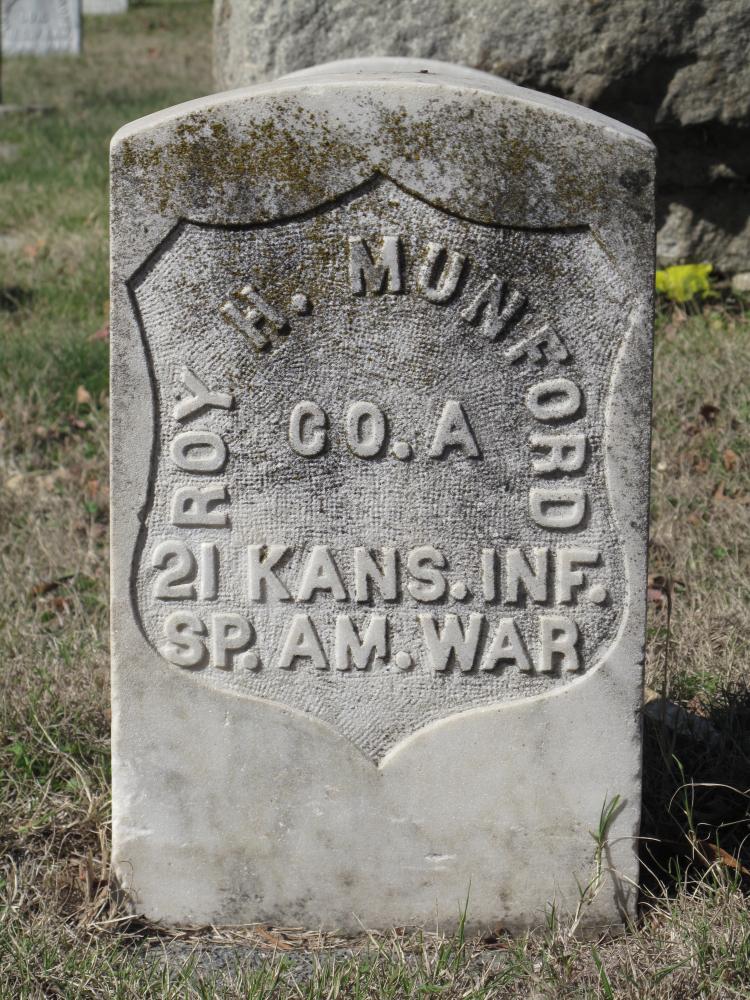 ROY H. MUNFORD
CO. A
21 KANS. INF.
SP. AM. WAR